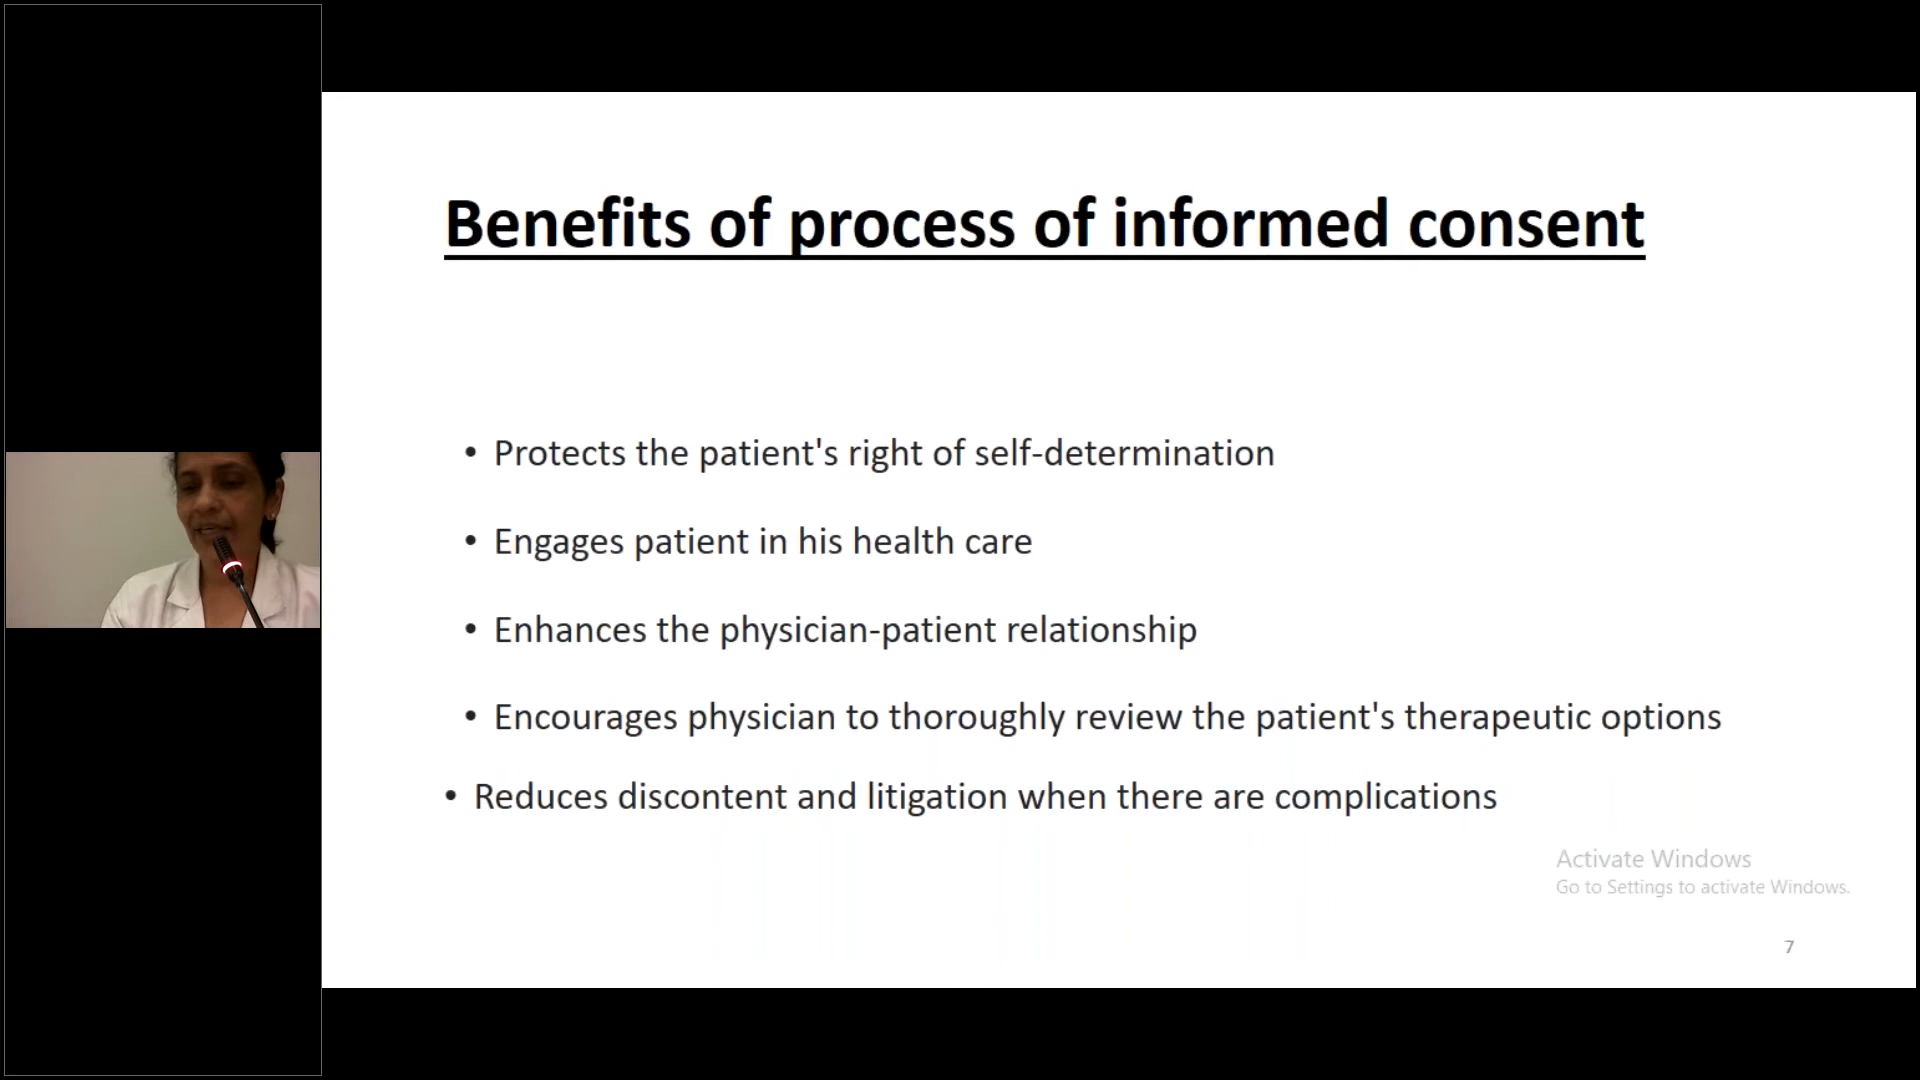 Benefits of process of informed consent
• Protects the patient's right of self-determination
• Engages patient in his health care
• Enhances the physician-patient relationship
• Encourages physician to thoroughly review the patient's therapeutic options
• Reduces discontent and litigation when there are complications
Activate Windows
Go to Settings to activate Windows.
7